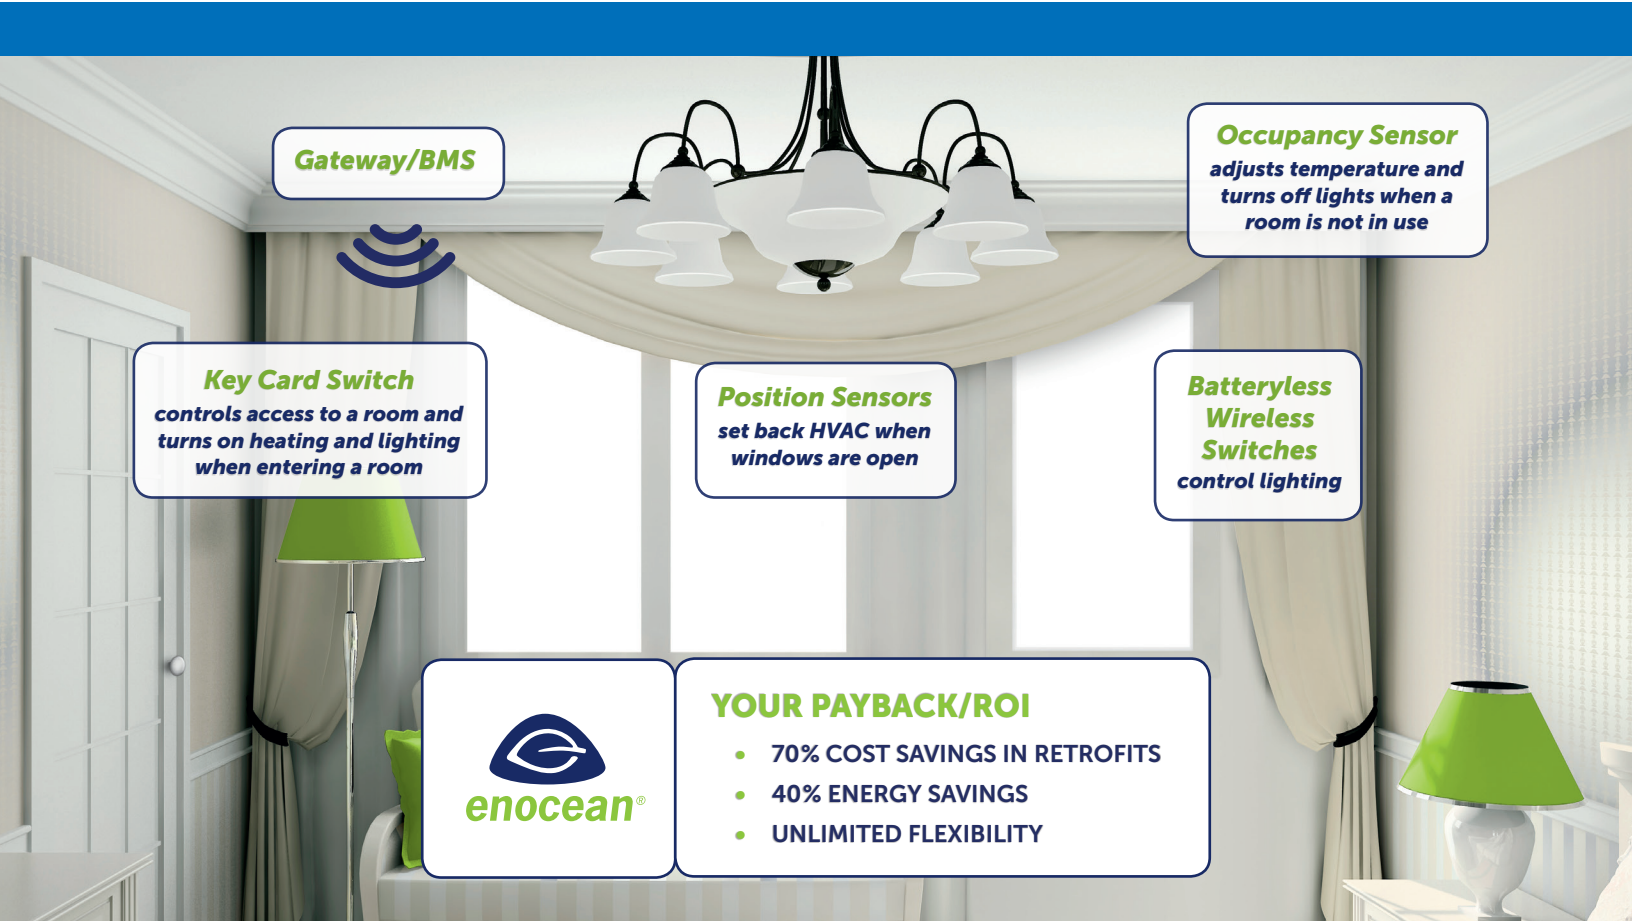 Gateway/BMS
Occupancy Sensor
adjusts temperature and
turns off lights when a
room is not in use
Key Card Switch
controls access to a room and
turns on heating and lighting
when entering a room
Position Sensors
set back HVAC when
windows are open
Batteryless
Wireless
Switches
control lighting
enocean®
YOUR PAYBACK/ROI
• 70% COST SAVINGS IN RETROFITS
• 40% ENERGY SAVINGS
• UNLIMITED FLEXIBILITY